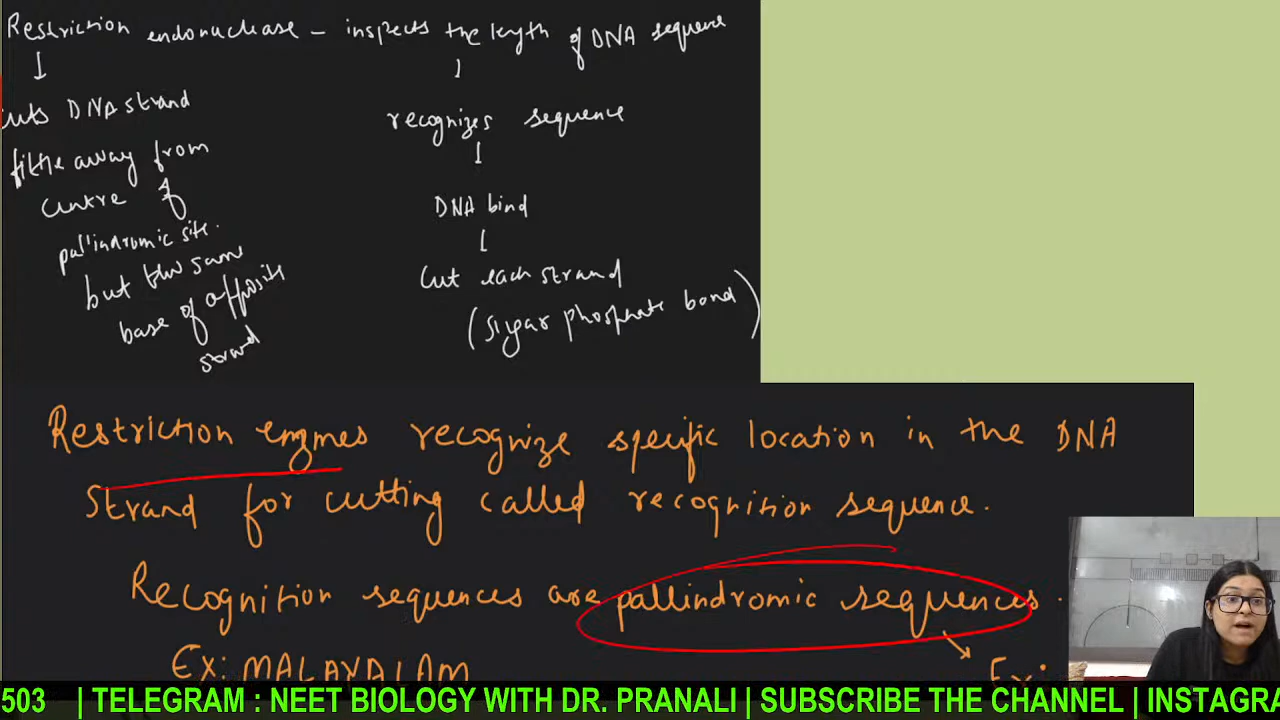 Restriction endonuclease - inspects the length of DNA sequence
cuts DNA strand
little away from
centre of
pallindromic site.
but the same
base of opposite
strand
recognizes sequence
DNA bind
Cut each strand
(sugar phosphate bond)
Restriction engmes recognize specific location in the DNA
Strand for cutting called recognition sequence.
Recognition sequences are pallindromic sequences.
Ex: MALAYALAM
Ex:
503 | TELEGRAM : NEET BIOLOGY WITH DR. PRANALI | SUBSCRIBE THE CHANNEL | INSTAGRA